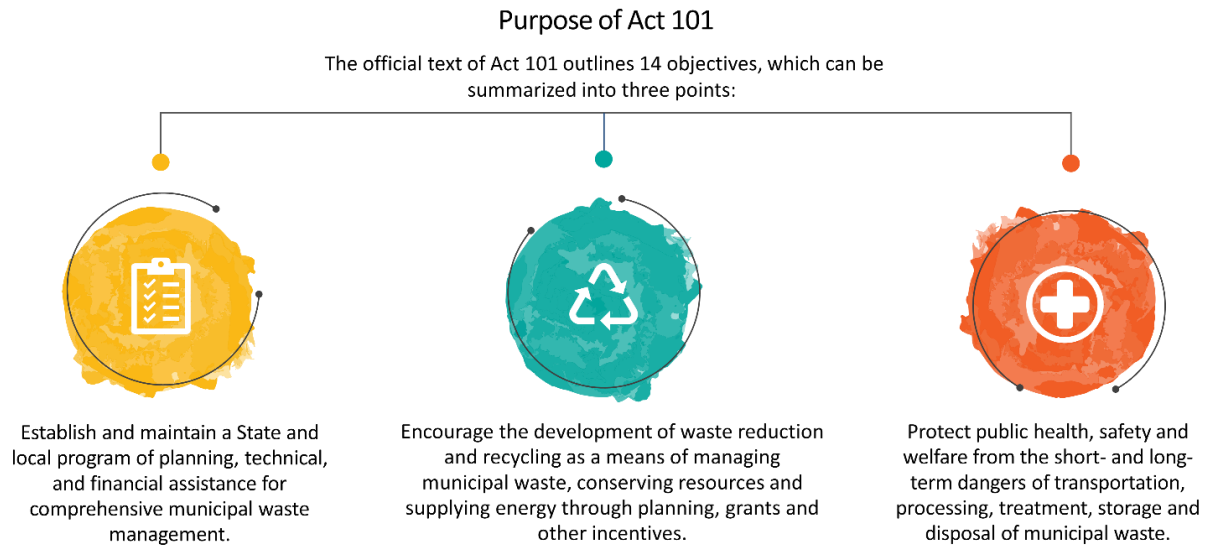 Purpose of Act 101
The official text of Act 101 outlines 14 objectives, which can be
summarized into three points:
Establish and maintain a State and
local program of planning, technical,
and financial assistance for
comprehensive municipal waste
management.
Encourage the development of waste reduction
and recycling as a means of managing
municipal waste, conserving resources and
supplying energy through planning, grants and
other incentives.
Protect public health, safety and
welfare from the short- and long-
term dangers of transportation,
processing, treatment, storage and
disposal of municipal waste.